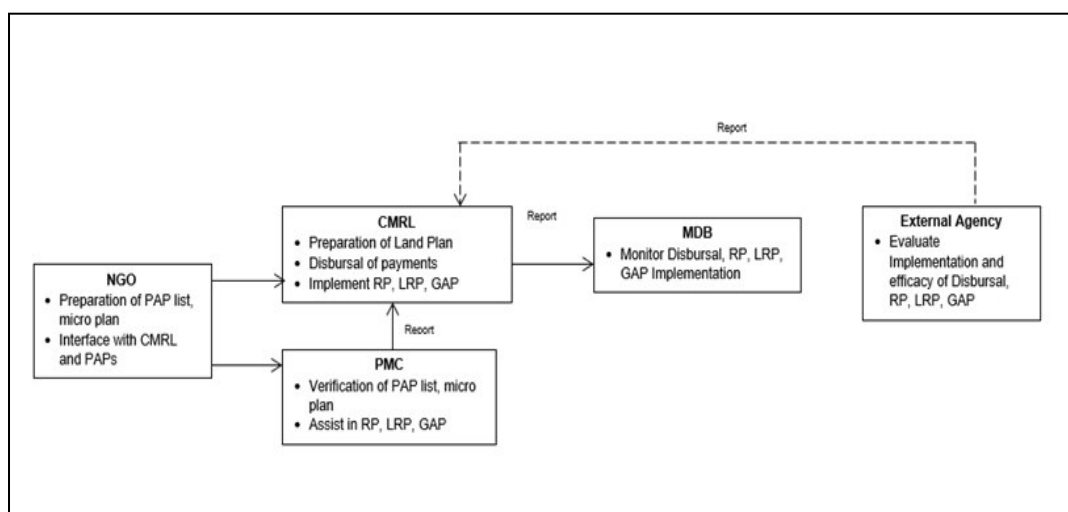 Report
CMRL
• Preparation of Land Plan
• Disbursal of payments
• Implement RP, LRP, GAP
Report
MDB
• Monitor Disbursal, RP, LRP,
GAP Implementation
External Agency
• Evaluate
Implementation and
efficacy of Disbursal,
RP, LRP, GAP
NGO
• Preparation of PAP list,
micro plan
• Interface with CMRL
and PAPs
Report
PMC
• Verification of PAP list, micro
plan
• Assist in RP, LRP, GAP